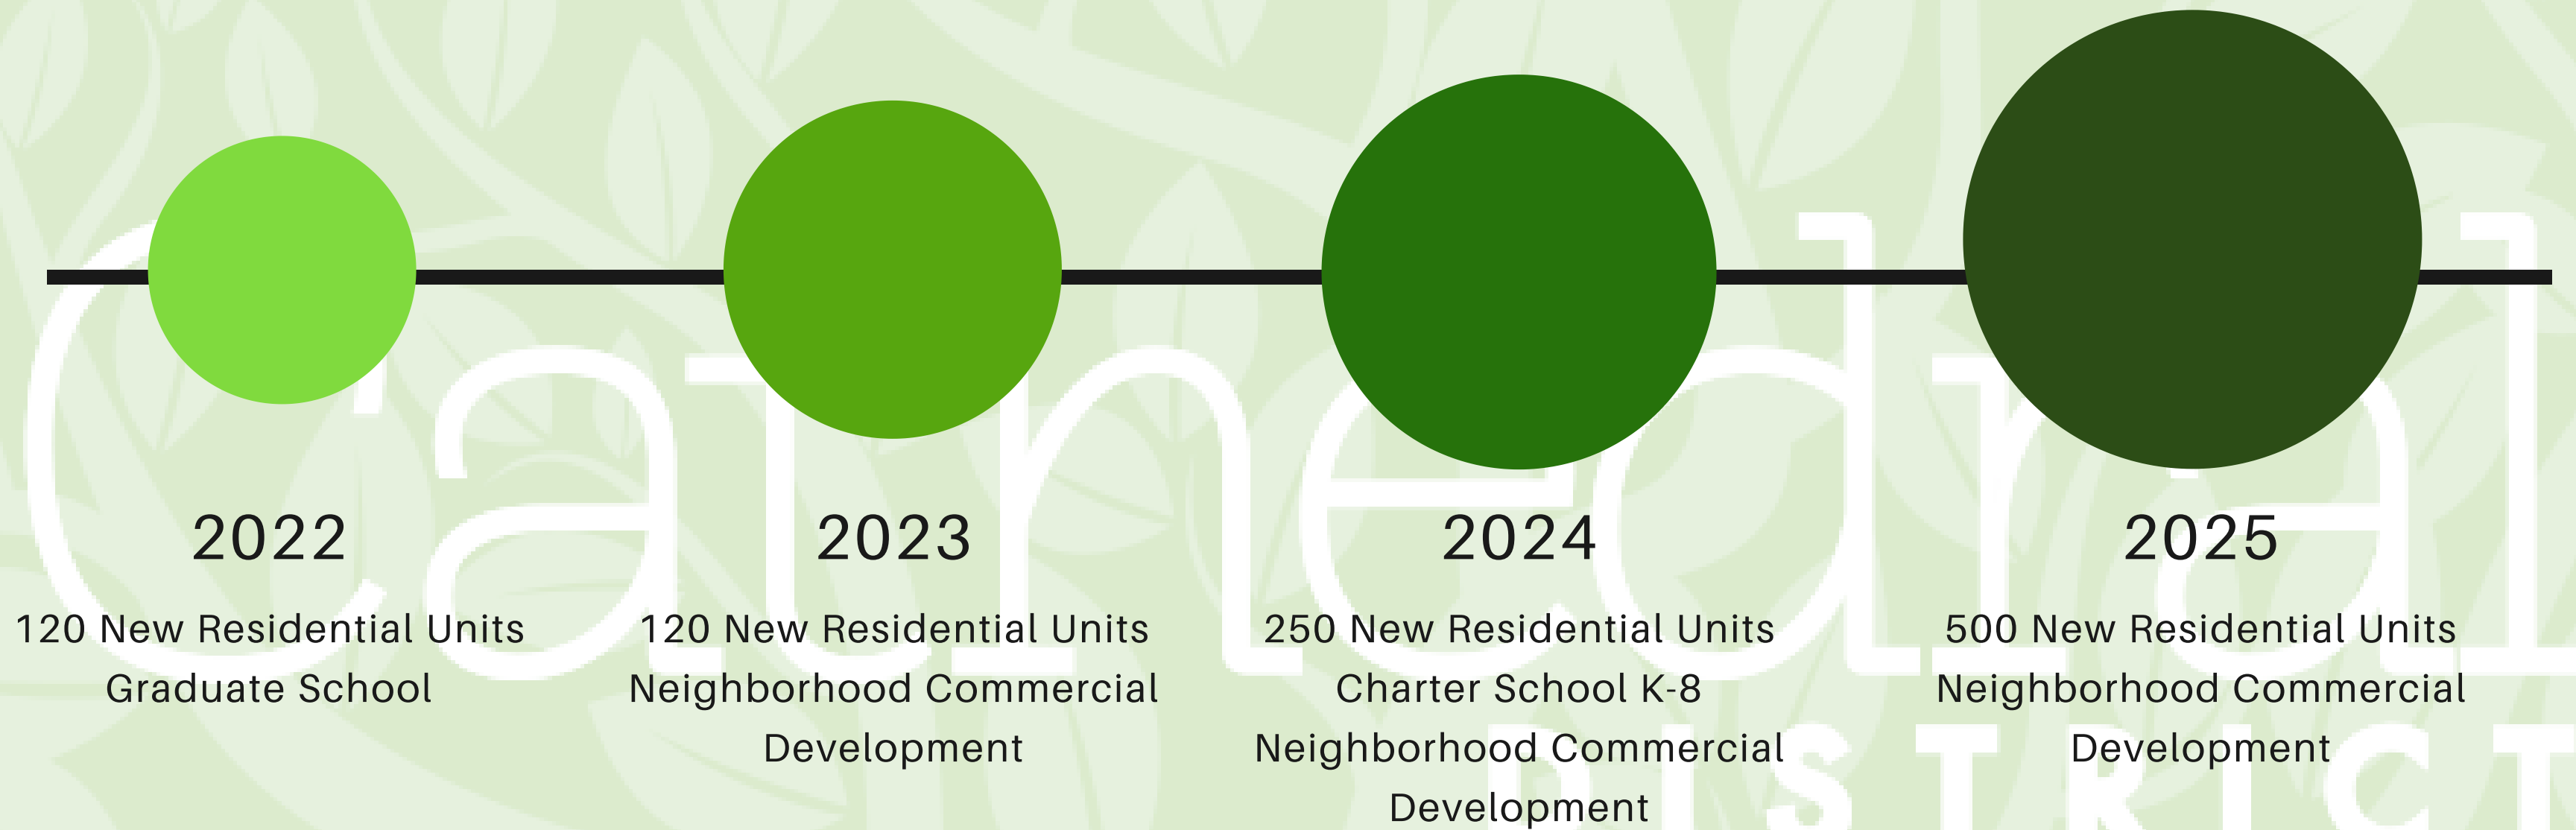 Cathedral
DISTRICT
2022
120 New Residential Units
Graduate School
2023
120 New Residential Units
Neighborhood Commercial
Development
2024
250 New Residential Units
Charter School K-8
Neighborhood Commercial
Development
2025
500 New Residential Units
Neighborhood Commercial
Development